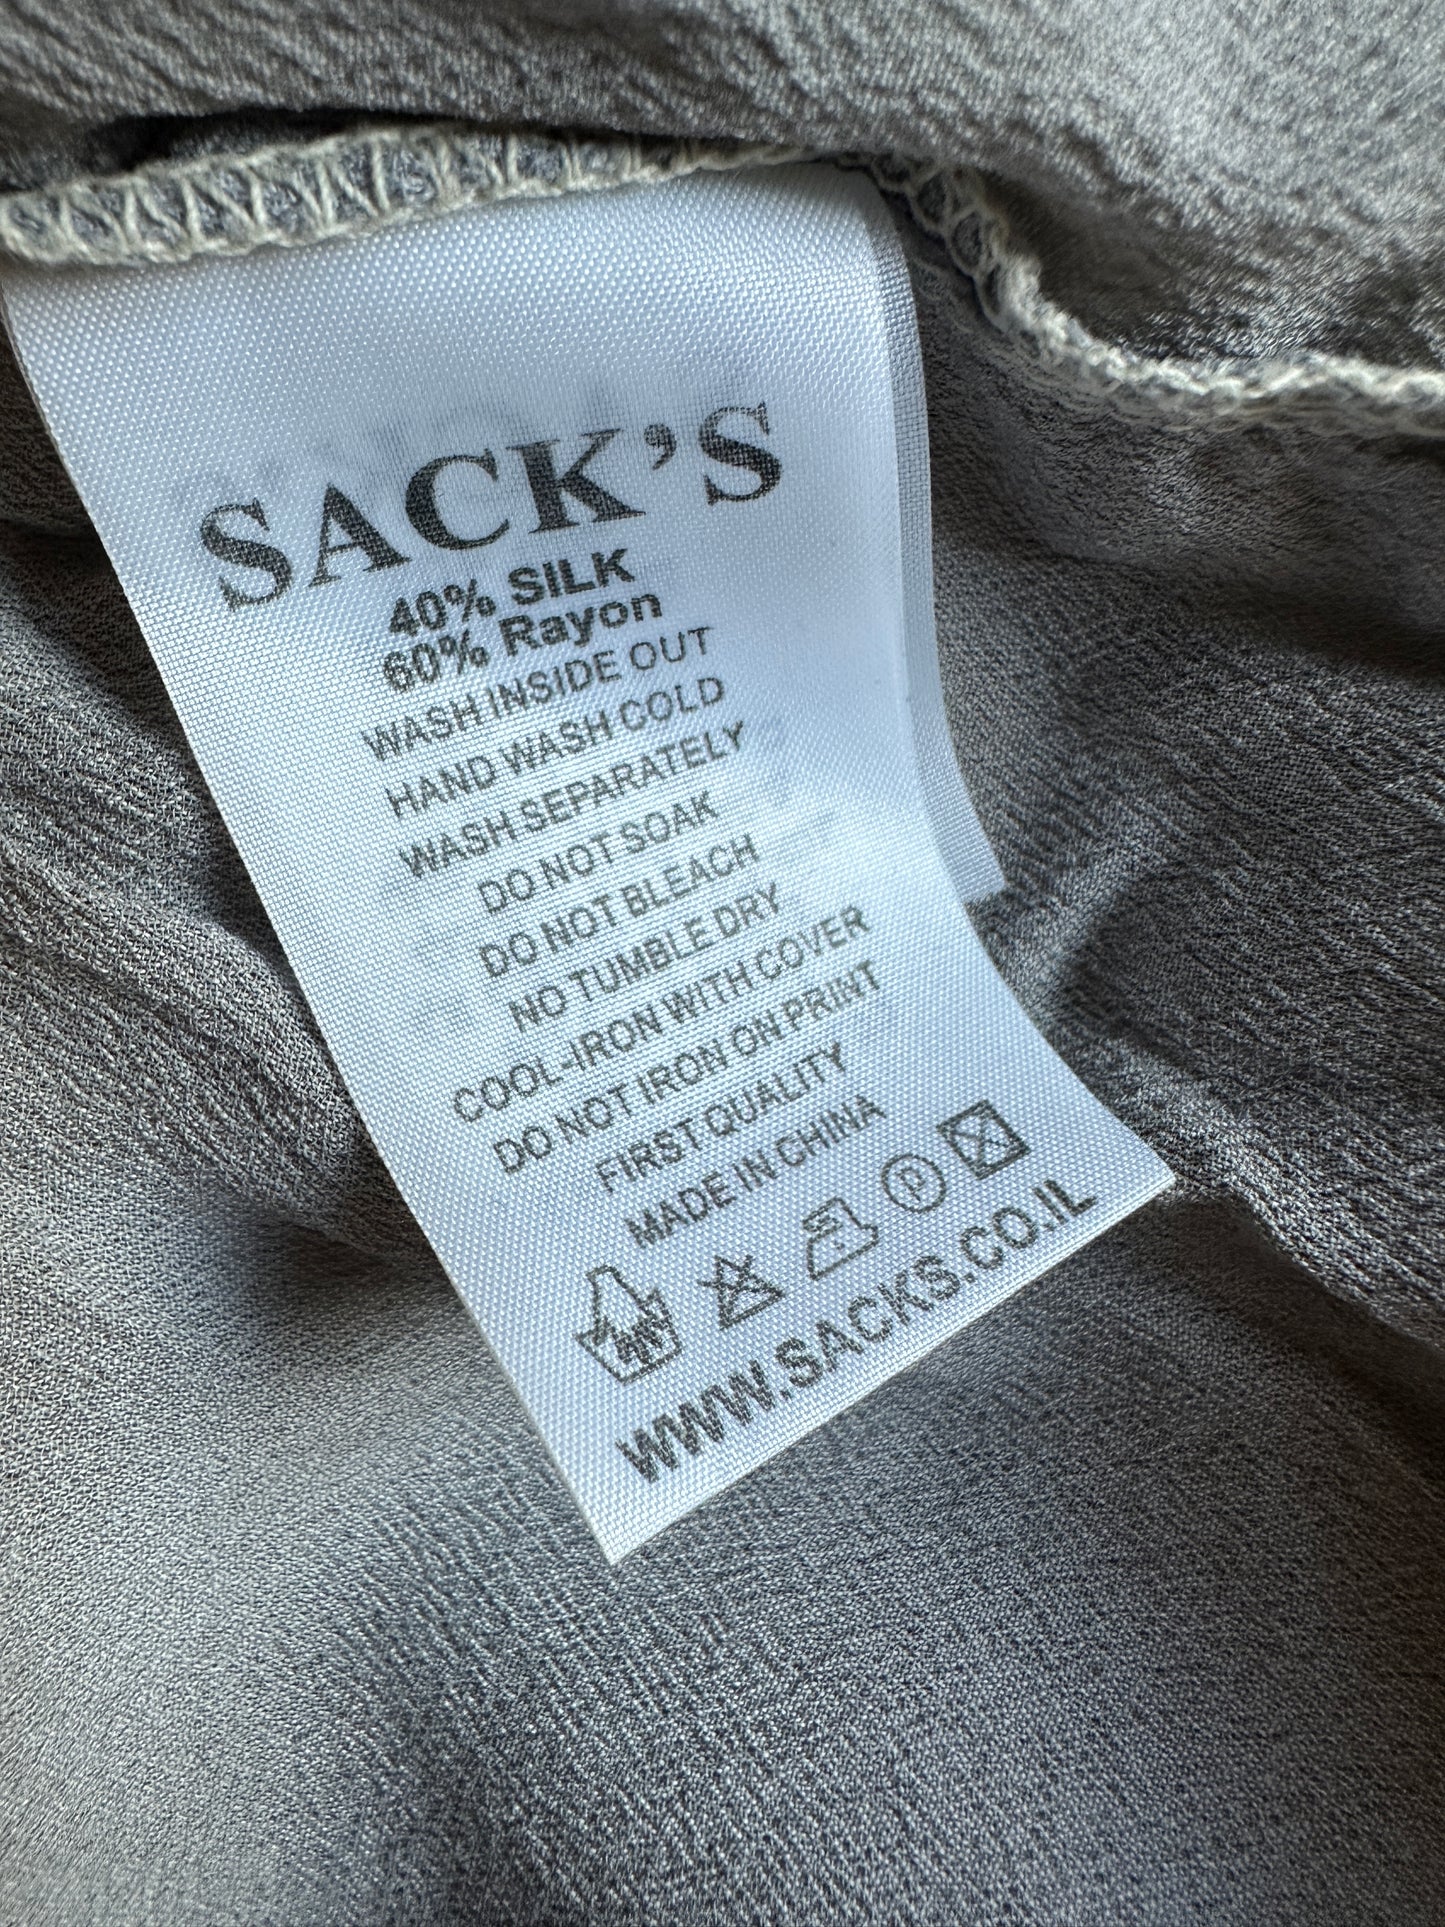 SACK'S
40% SILK
60% Rayon
WASH INSIDE OUT
HAND WASH COLD
WASH SEPARATELY
DO NOT SOAK
DO NOT BLEACH
NO TUMBLE DRY
COOL-IRON WITH COVER
DO NOT IRON ON PRINT
FIRST QUALITY
MADE IN CHINA
P
WWW.SACKS.CO.IL